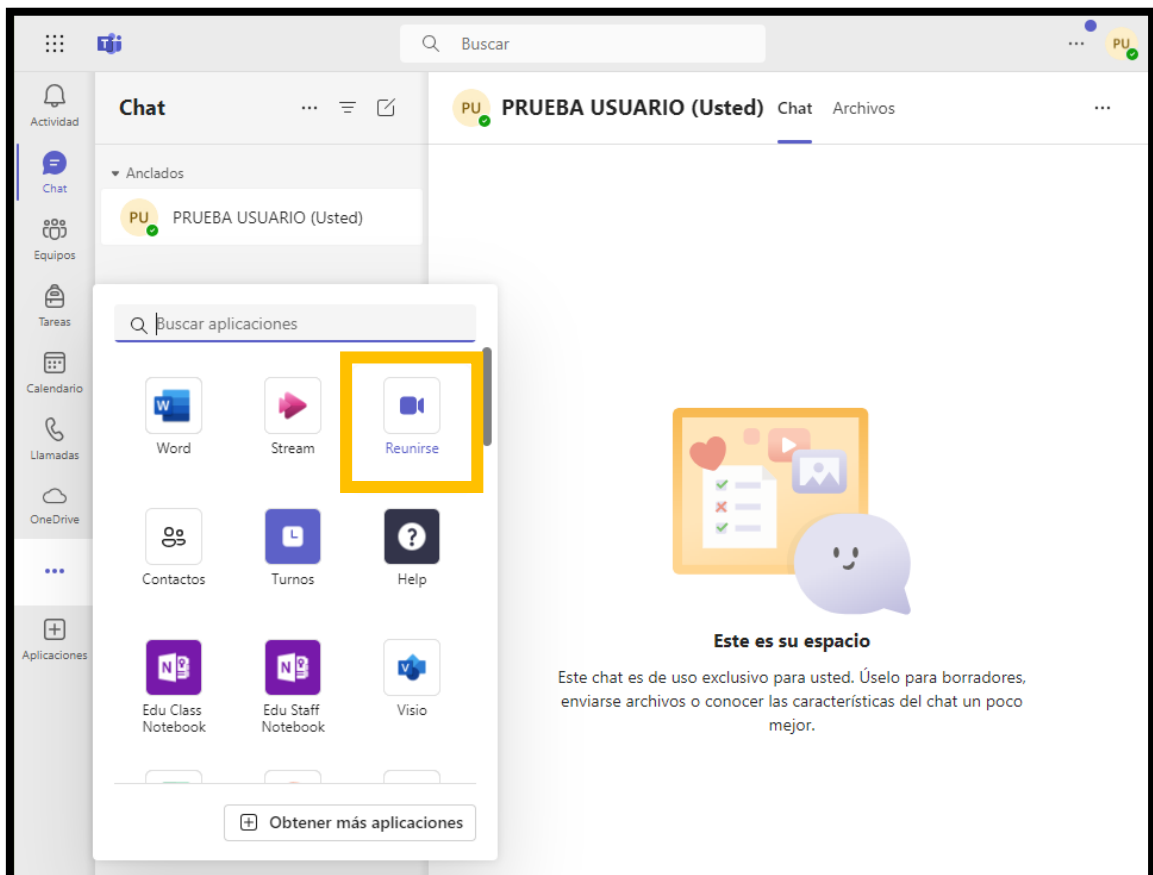 Buscar
PU
Actividad
Chat
Equipos
Tareas
Calendario
Llamadas
OneDrive
Aplicaciones
Chat
Anclados
PU PRUEBA USUARIO (Usted)
PU PRUEBA USUARIO (Usted) Chat Archivos
Buscar aplicaciones
Word Stream Reunirse
Contactos Turnos Help
Edu Class
Notebook
Edu Staff
Notebook
Visio
Obtener más aplicaciones
Este es su espacio
Este chat es de uso exclusivo para usted. Úselo para borradores,
enviarse archivos o conocer las características del chat un poco
mejor.